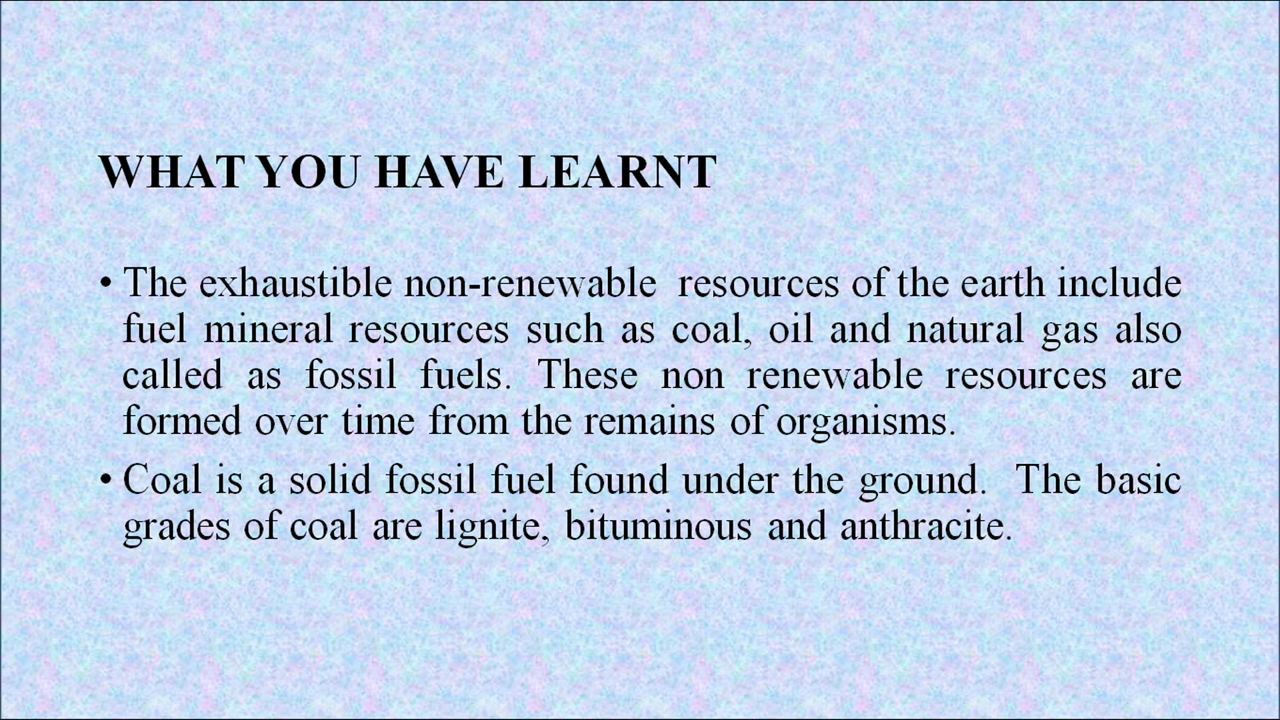 WHAT YOU HAVE LEARNT
• The exhaustible non-renewable  resources of the earth include
fuel mineral resources such as coal, oil and natural gas also
called as fossil fuels. These non renewable resources are
formed over time from the remains of organisms.
• Coal is a solid fossil fuel found under the ground.  The basic
grades of coal are lignite, bituminous and anthracite.